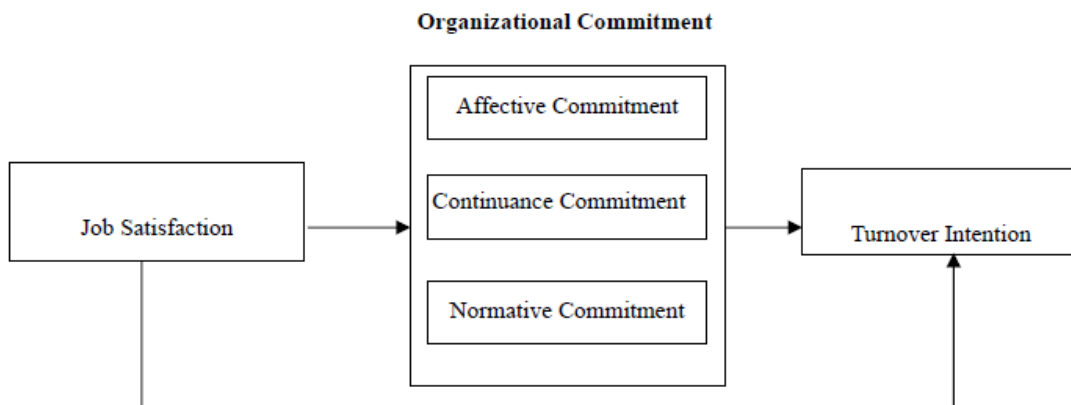 Organizational Commitment
Affective Commitment
Job Satisfaction
Continuance Commitment
Turnover Intention
Normative Commitment